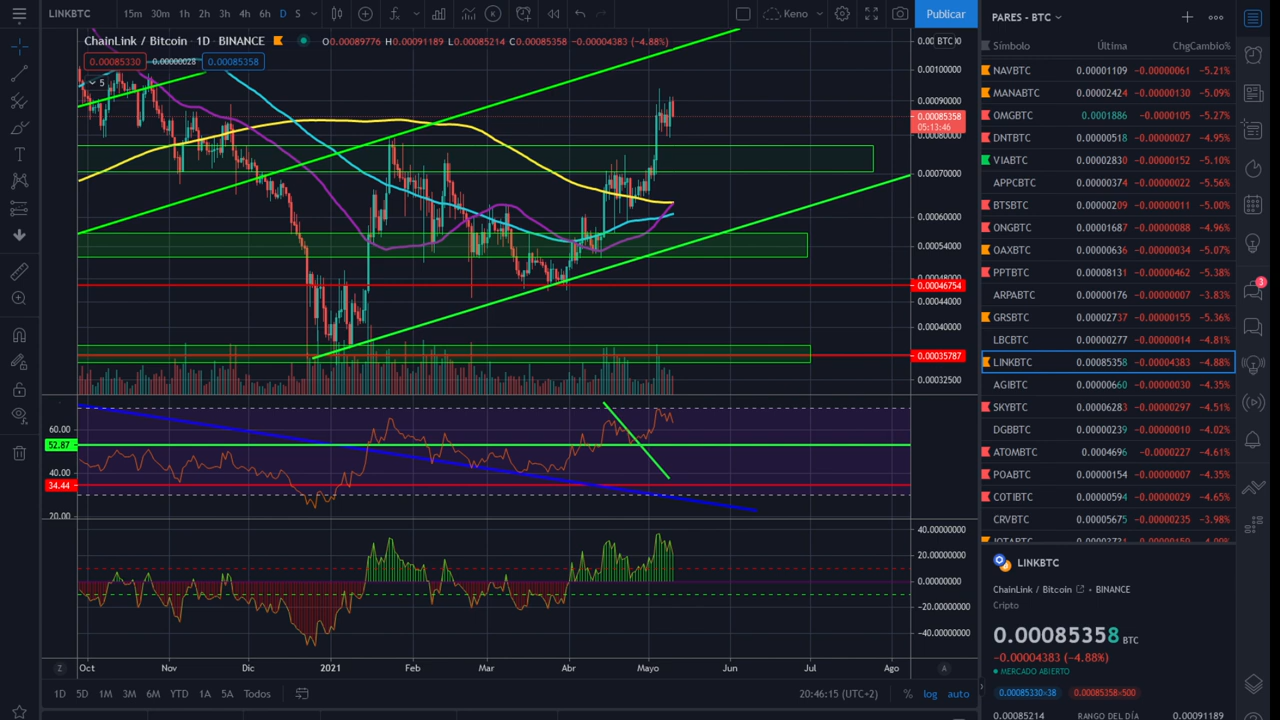 LINKBTC 15m 30m 1h 2h 3h 4h 6h D S Keno Publicar
ChainLink / Bitcoin · 1D · BINANCE O0.00089776 H0.00091189 L0.00085214 C0.00085358 −0.00004383 (−4.88%)
0.00085330 0.00000028 0.00085358
5
BTC
0.00100000
0.00090000
0.00085358
05:13:46
0.00080000
0.00070000
0.00060000
0.00054000
0.00048000
0.00046754
0.00044000
0.00040000
0.00035787
0.00032500
60.00
52.87
40.00
34.44
20.00
40.00000000
20.00000000
0.00000000
−20.00000000
−40.00000000
Z Oct Nov Dic 2021 Feb Mar Abr Mayo Jun Jul Ago A
1D 5D 1M 3M 6M YTD 1A 5A Todos 20:46:15 (UTC+2) % log auto
PARES - BTC
Símbolo Última Chg Cambio%
NAVBTC 0.00001109 −0.00000061 −5.21%
MANABTC 0.00002424 −0.00000130 −5.09%
OMGBTC 0.0001886 −0.0000105 −5.27%
DNTBTC 0.00000518 −0.00000027 −4.95%
VIABTC 0.00002830 −0.00000152 −5.10%
APPCBTC 0.00000374 −0.00000022 −5.56%
BTSBTC 0.00000209 −0.00000011 −5.00%
ONGBTC 0.00001687 −0.00000088 −4.96%
OAXBTC 0.00000636 −0.00000034 −5.07%
PPTBTC 0.00008131 −0.00000462 −5.38%
ARPABTC 0.00000176 −0.00000007 −3.83%
GRSBTC 0.00002737 −0.00000155 −5.36%
LBCBTC 0.00000277 −0.00000014 −4.81%
LINKBTC 0.00085358 −0.00004383 −4.88%
AGIBTC 0.00000660 −0.00000030 −4.35%
SKYBTC 0.00006283 −0.00000297 −4.51%
DGBBTC 0.00000239 −0.00000010 −4.02%
ATOMBTC 0.0004696 −0.0000227 −4.61%
POABTC 0.00000154 −0.00000007 −4.35%
COTIBTC 0.00000594 −0.00000029 −4.65%
CRVBTC 0.00005675 −0.00000235 −3.98%
LINKBTC
ChainLink / Bitcoin • BINANCE
Cripto
0.00085358 BTC
−0.00004383 (−4.88%)
MERCADO ABIERTO
0.00085330×38 0.00085358×500
0.00085214 RANGO DEL DÍA 0.00091189
3